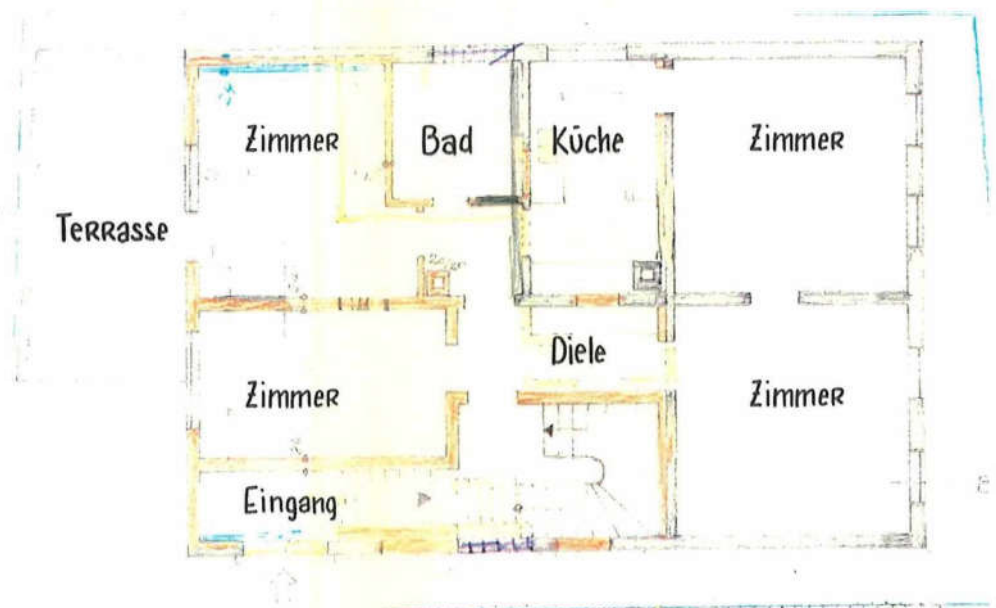 Zimmer
Bad
Küche
Zimmer
Terrasse
Zimmer
Diele
Zimmer
Eingang